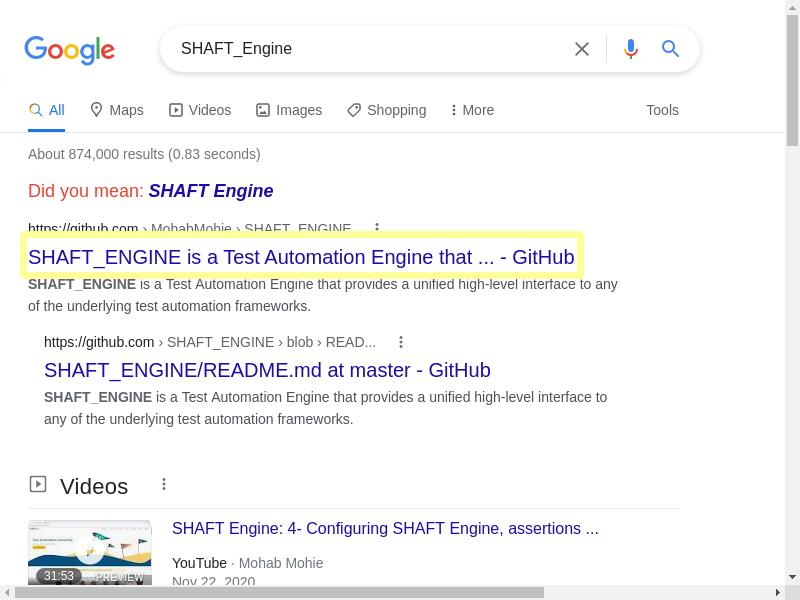 Google
SHAFT_Engine
All Maps Videos Images Shopping More Tools
About 874,000 results (0.83 seconds)
Did you mean: SHAFT Engine
https://github.com › MohabMohie › SHAFT_ENGINE
SHAFT_ENGINE is a Test Automation Engine that ... - GitHub
SHAFT_ENGINE is a Test Automation Engine that provides a unified high-level interface to any
of the underlying test automation frameworks.
https://github.com › SHAFT_ENGINE › blob › READ...
SHAFT_ENGINE/README.md at master - GitHub
SHAFT_ENGINE is a Test Automation Engine that provides a unified high-level interface to
any of the underlying test automation frameworks.
Videos
SHAFT Engine: 4- Configuring SHAFT Engine, assertions ...
31:53 PREVIEW
YouTube · Mohab Mohie
Nov 22, 2020